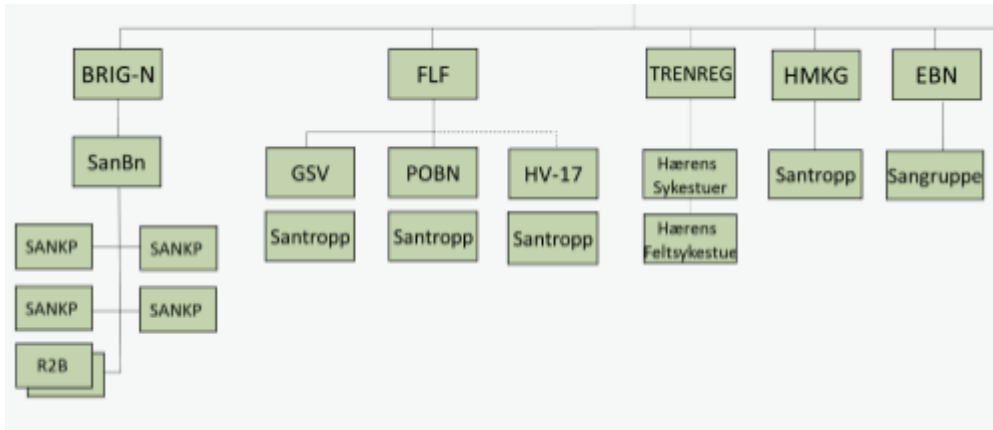 BRIG-N
FLF
TRENREG
HMKG
EBN
SanBn
GSV
POBN
HV-17
Hærens
Sykestuer
Santropp
Sangruppe
Santropp
Santropp
Santropp
Hærens
Feltsykestue
SANKP
SANKP
SANKP
SANKP
R2B